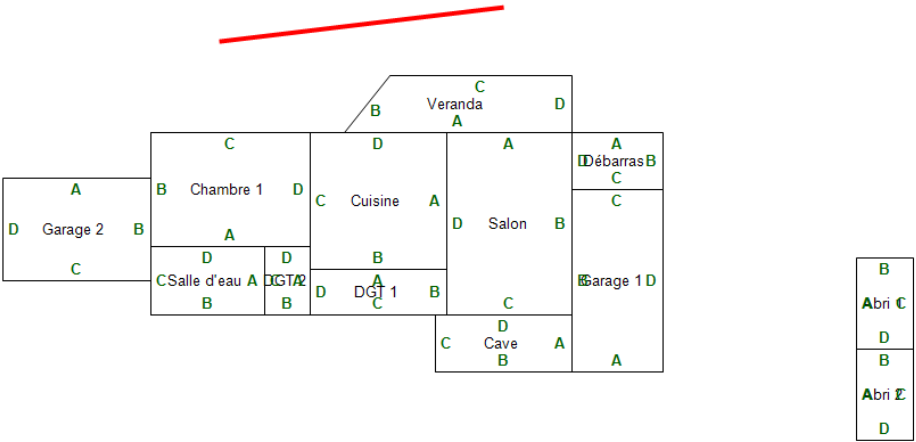 C
B Veranda D
A
C
B Chambre 1 D
A
D
C Cuisine A
B
A
D Salon B
C
A
D Débarras B
C
A
D Garage 2 B
C
D
C Salle d'eau A
B
D
C DGT 2 A
B
A
D DGT 1 B
C
C
B Garage 1 D
A
D
C Cave A
B
B
A Abri 1 C
D
B
A Abri 2 C
D